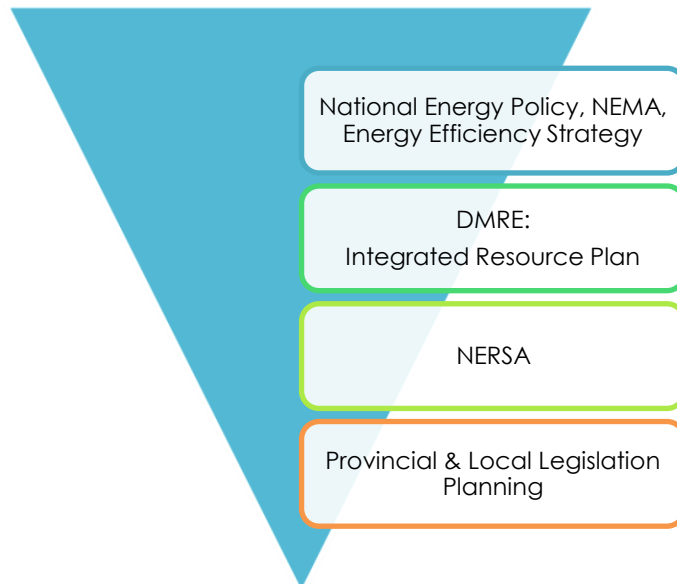 National Energy Policy, NEMA,
Energy Efficiency Strategy
DMRE:
Integrated Resource Plan
NERSA
Provincial & Local Legislation
Planning